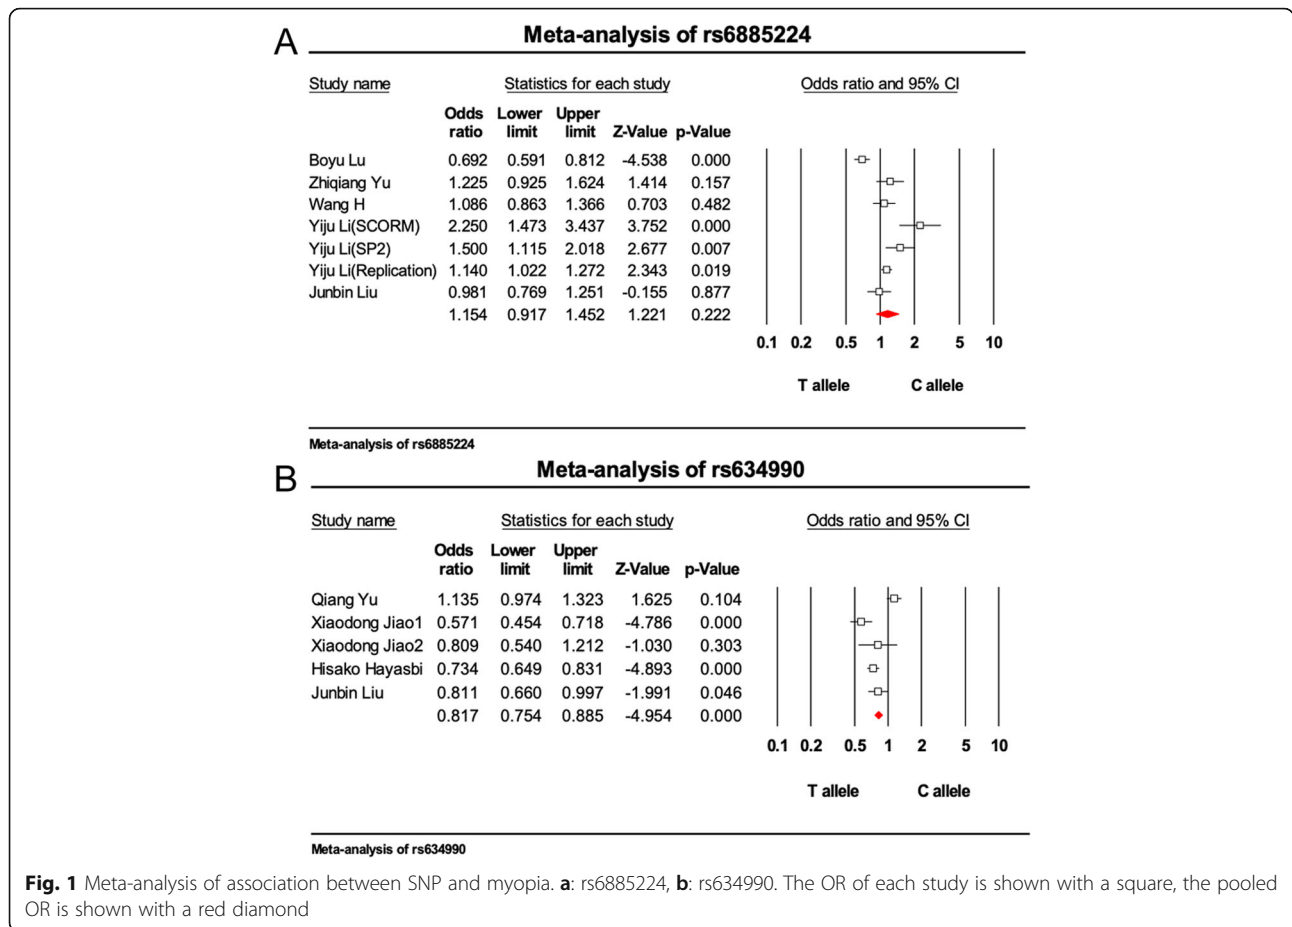 A
Meta-analysis of rs6885224
Study name Statistics for each study Odds ratio and 95% CI
Odds Lower Upper
ratio limit limit Z-Value p-Value
Boyu Lu 0.692 0.591 0.812 -4.538 0.000
Zhiqiang Yu 1.225 0.925 1.624 1.414 0.157
Wang H 1.086 0.863 1.366 0.703 0.482
Yiju Li(SCORM) 2.250 1.473 3.437 3.752 0.000
Yiju Li(SP2) 1.500 1.115 2.018 2.677 0.007
Yiju Li(Replication) 1.140 1.022 1.272 2.343 0.019
Junbin Liu 0.981 0.769 1.251 -0.155 0.877
1.154 0.917 1.452 1.221 0.222
0.1 0.2 0.5 1 2 5 10
T allele C allele
Meta-analysis of rs6885224
B
Meta-analysis of rs634990
Study name Statistics for each study Odds ratio and 95% CI
Odds Lower Upper
ratio limit limit Z-Value p-Value
Qiang Yu 1.135 0.974 1.323 1.625 0.104
Xiaodong Jiao1 0.571 0.454 0.718 -4.786 0.000
Xiaodong Jiao2 0.809 0.540 1.212 -1.030 0.303
Hisako Hayasbi 0.734 0.649 0.831 -4.893 0.000
Junbin Liu 0.811 0.660 0.997 -1.991 0.046
0.817 0.754 0.885 -4.954 0.000
0.1 0.2 0.5 1 2 5 10
T allele C allele
Meta-analysis of rs634990
Fig. 1 Meta-analysis of association between SNP and myopia. a: rs6885224, b: rs634990. The OR of each study is shown with a square, the pooled
OR is shown with a red diamond